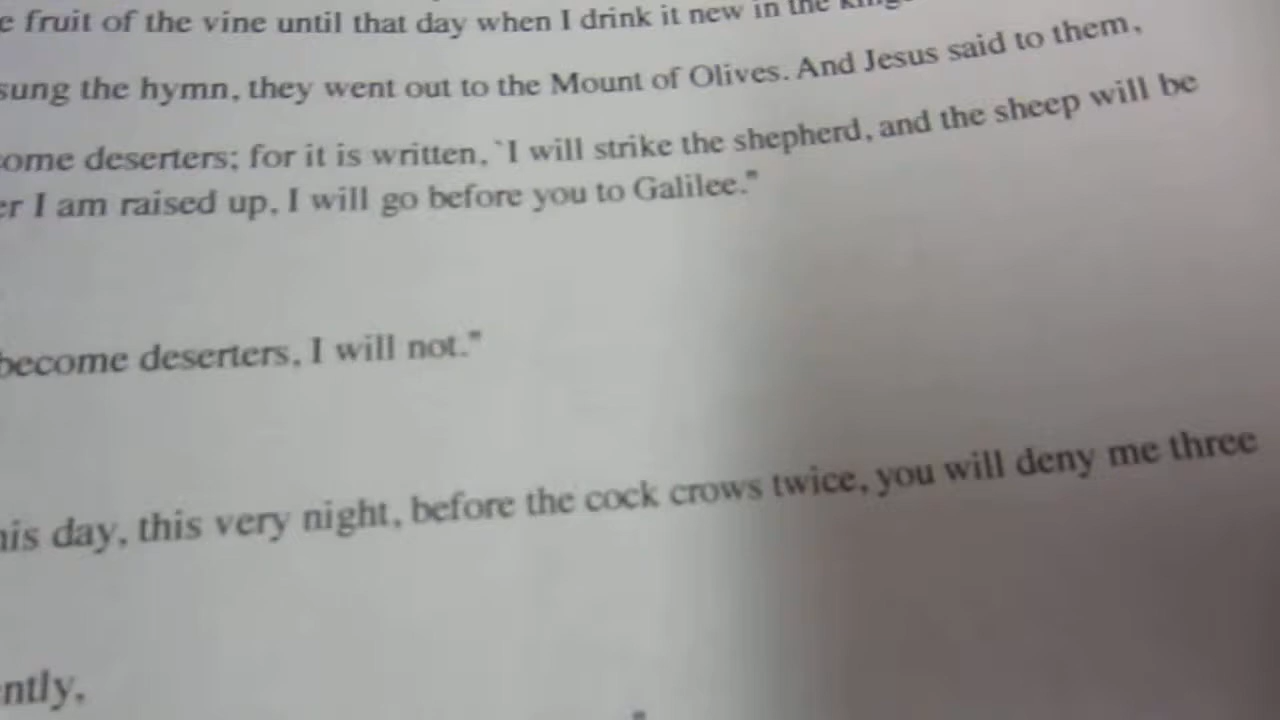 fruit of the vine until that day when I drink it new in the
sung the hymn, they went out to the Mount of Olives. And Jesus said to them,
ome deserters; for it is written, `I will strike the shepherd, and the sheep will be
er I am raised up, I will go before you to Galilee."
become deserters, I will not."
his day, this very night, before the cock crows twice, you will deny me three
ntly,